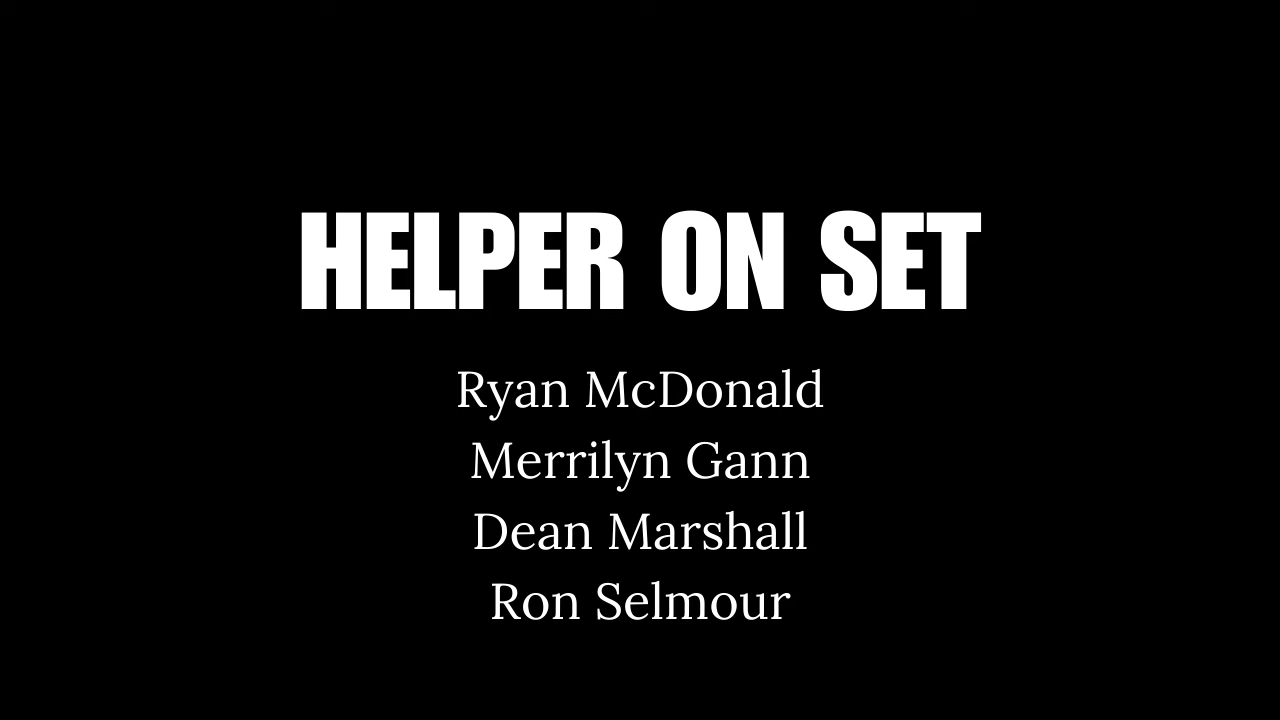 HELPER ON SET
Ryan McDonald
Merrilyn Gann
Dean Marshall
Ron Selmour